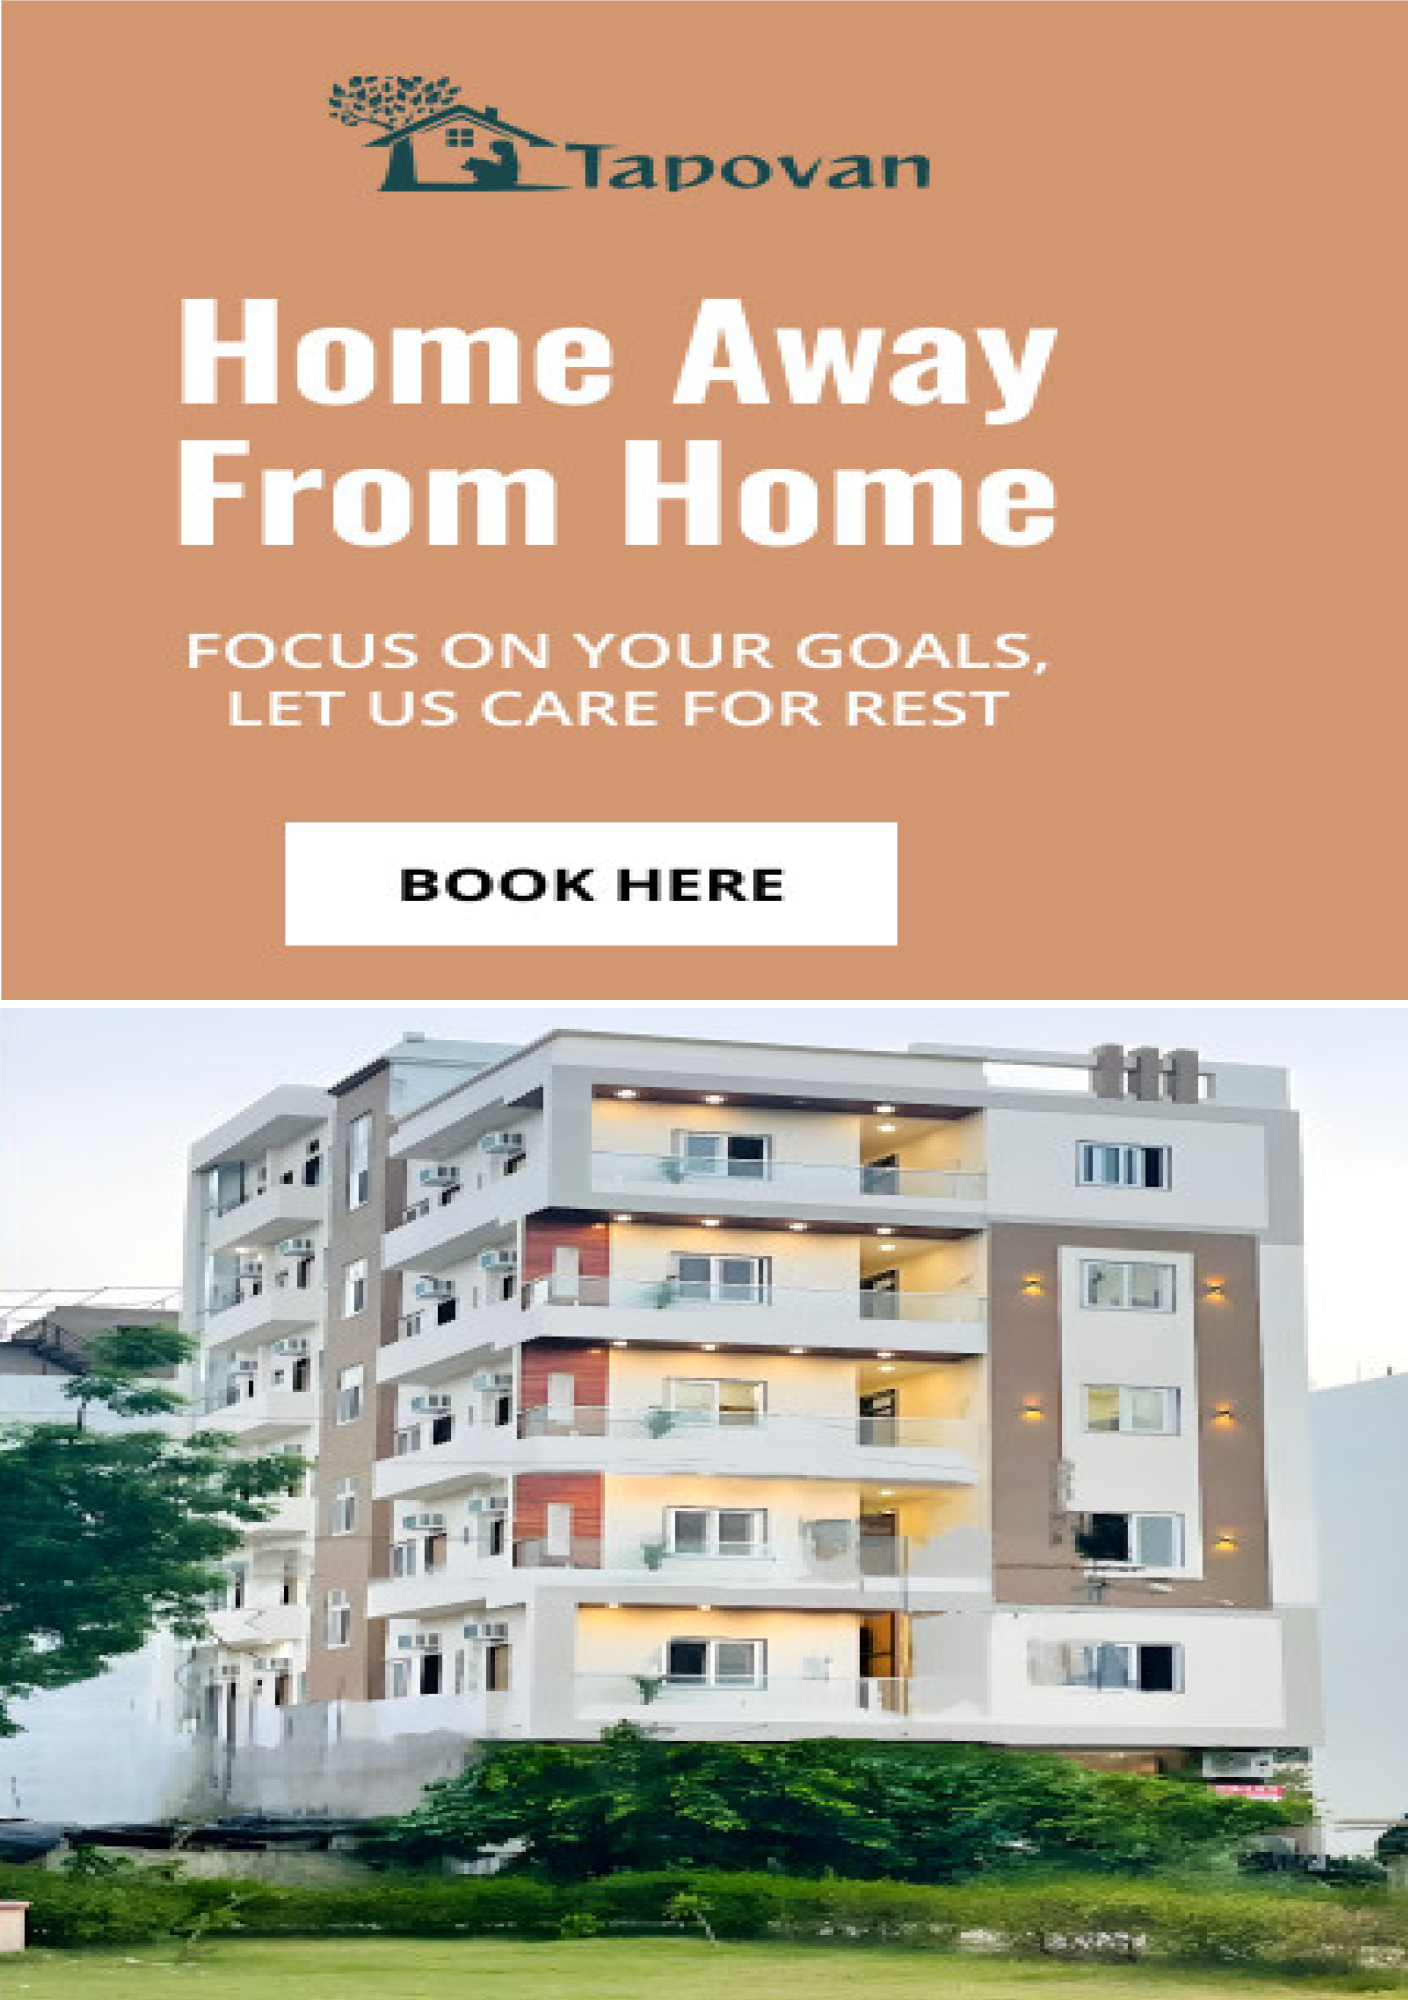 Tapovan
Home Away
From Home
FOCUS ON YOUR GOALS,
LET US CARE FOR REST
BOOK HERE